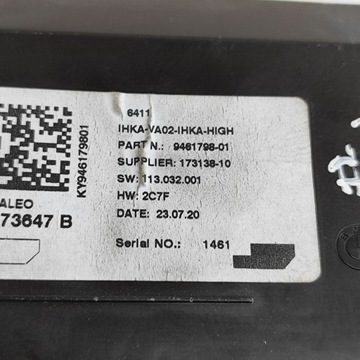 6411
IHKA-VA02-IHKA-HIGH
PART N.: 9461798-01
SUPPLIER: 173138-10
SW: 113.032.001
HW: 2C7F
DATE: 23.07.20
Serial NO.: 1461
KY946179801
ALEO
73647 B